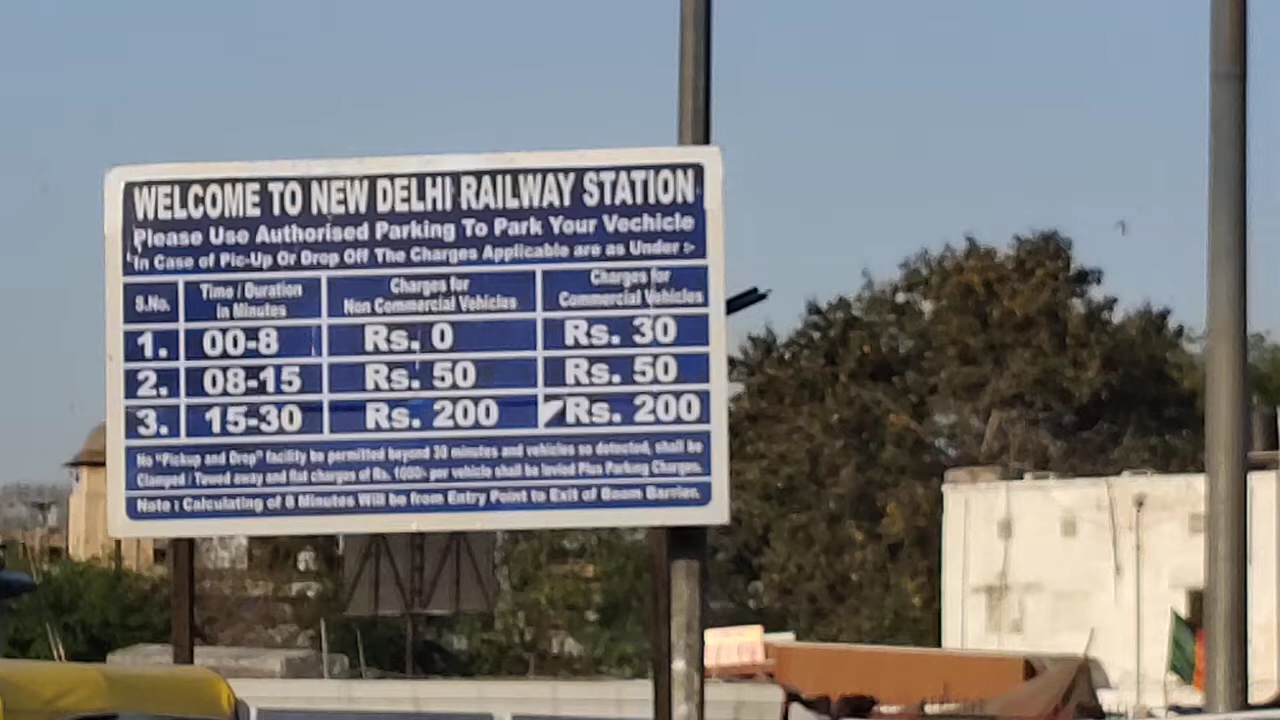 WELCOME TO NEW DELHI RAILWAY STATION
Please Use Authorised Parking To Park Your Vechicle
In Case of Pic-Up Or Drop Off The Charges Applicable are as Under :-
S.No. Time / Duration in Minutes Charges for Non Commercial Vehicles Charges for Commercial Vehicles
1. 00-8 Rs. 0 Rs. 30
2. 08-15 Rs. 50 Rs. 50
3. 15-30 Rs. 200 Rs. 200
No "Pickup and Drop" facility be permitted beyond 30 minutes and vehicles so detected, shall be
Clamped / Towed away and flat charges of Rs. 1000/- per vehicle shall be levied Plus Parking Charges.
Note : Calculating of 8 Minutes Will be from Entry Point to Exit of Boom Barrier.